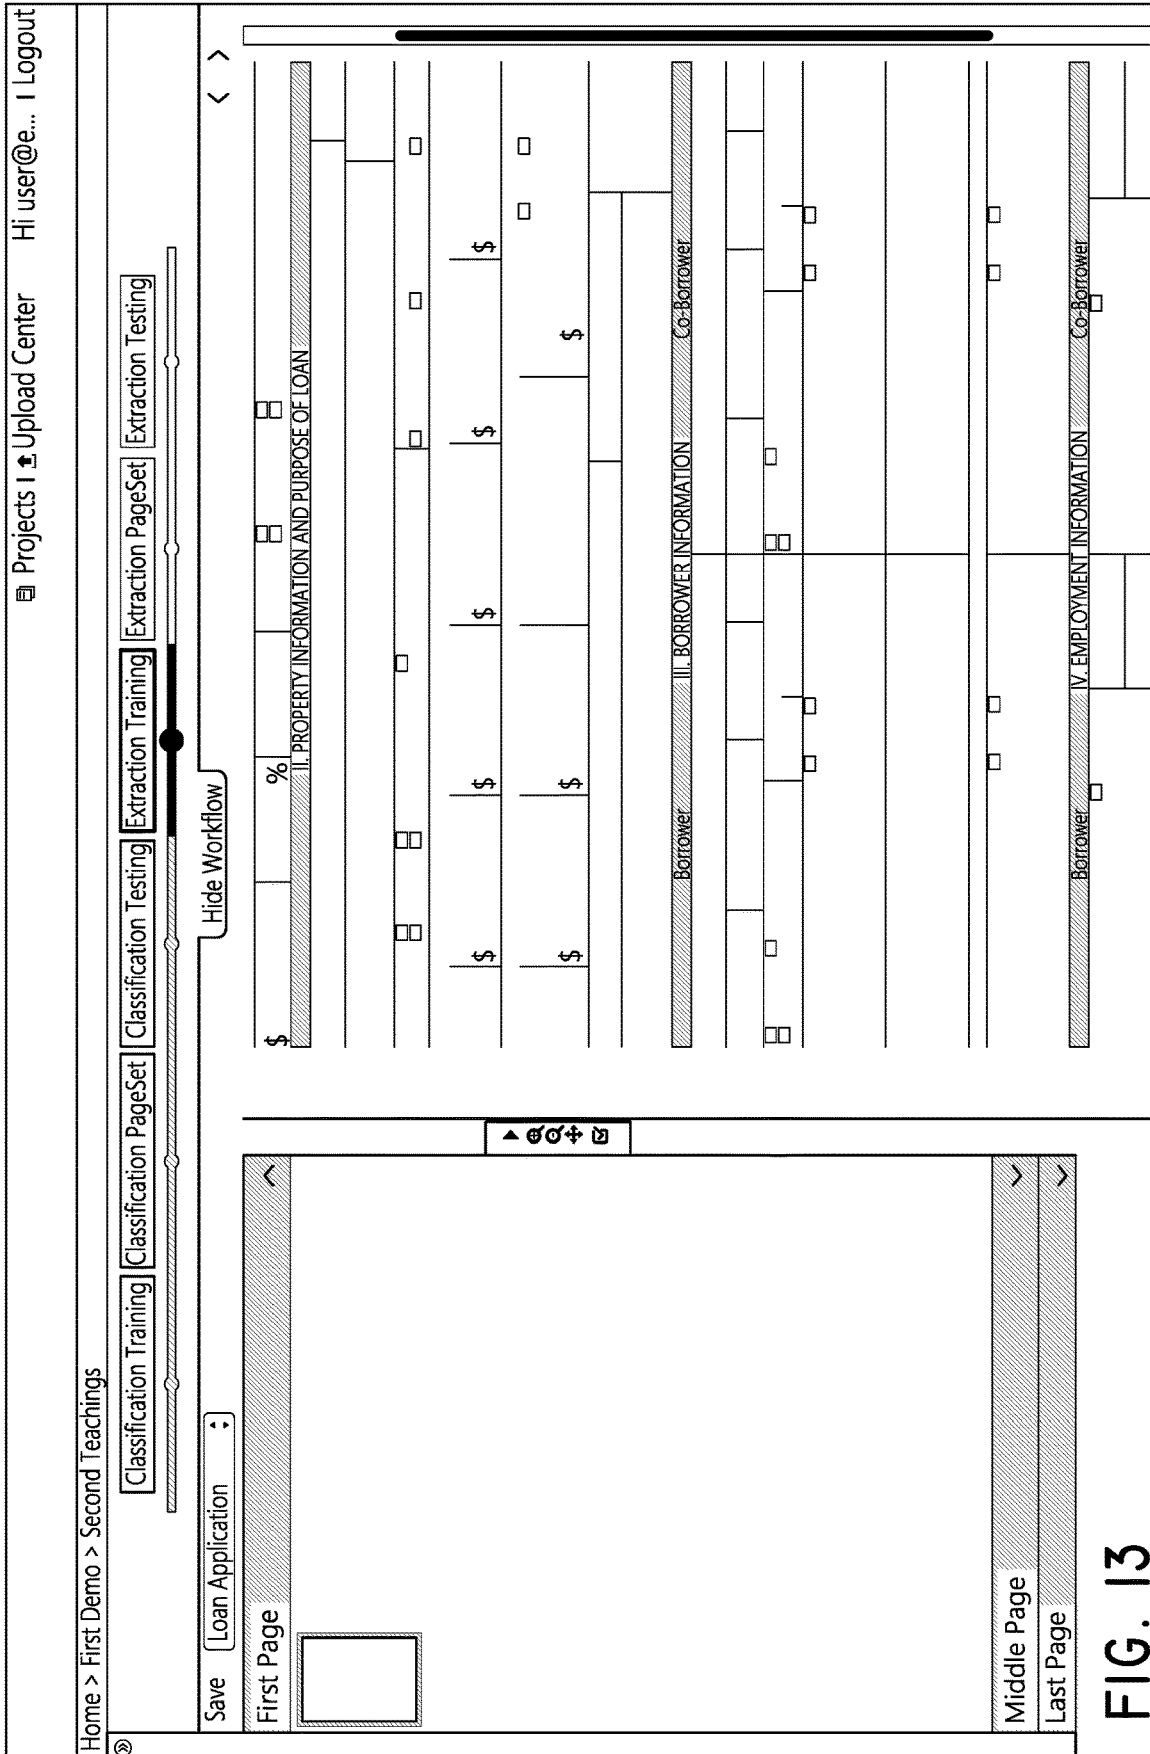 Projects | Upload Center Hi user@e... | Logout
Home > First Demo > Second Teachings
Classification Training Classification PageSet Classification Testing Extraction Training Extraction PageSet Extraction Testing
Hide Workflow
Save Loan Application
First Page
Middle Page
Last Page
$ %
II. PROPERTY INFORMATION AND PURPOSE OF LOAN
$ $ $ $ $
$ $ $
Borrower III. BORROWER INFORMATION Co-Borrower
Borrower IV. EMPLOYMENT INFORMATION Co-Borrower
FIG. 13